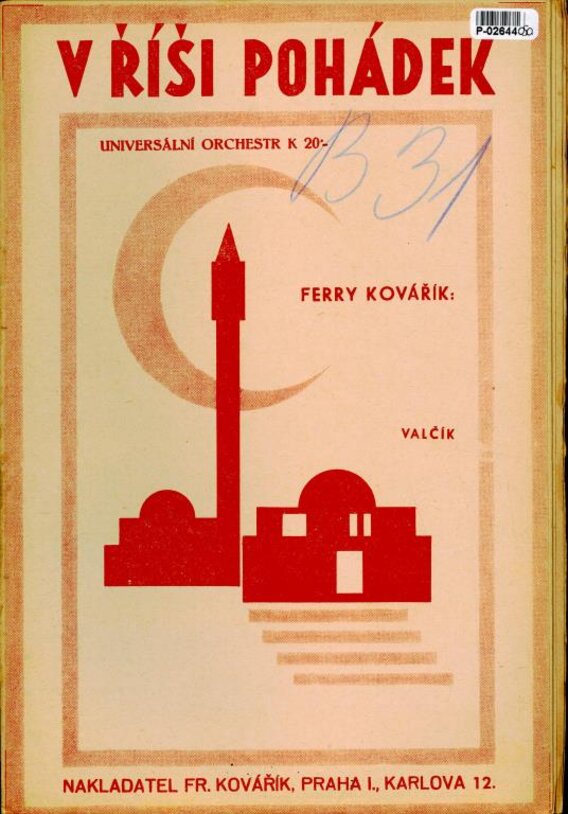 P-02644
V ŘÍŠI POHÁDEK
UNIVERSÁLNÍ ORCHESTR K 20·-
B 31
FERRY KOVÁŘÍK:
VALČÍK
NAKLADATEL FR. KOVÁŘÍK, PRAHA I., KARLOVA 12.